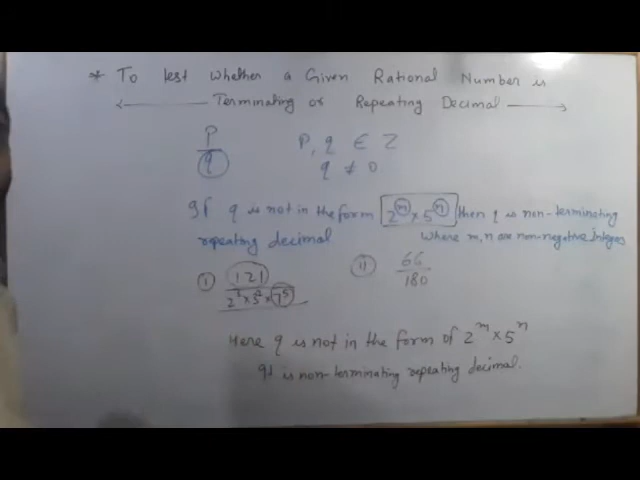 * To test whether a Given Rational Number is
Terminating or Repeating Decimal
P/q P, q ∈ Z
q ≠ 0
If q is not in the form 2^m × 5^n then q is non-terminating
repeating decimal where m, n are non-negative integers
(i) 121/(2^3 × 5^2 × 7^5) (ii) 66/180
Here q is not in the form of 2^m × 5^n
It is non-terminating repeating decimal.